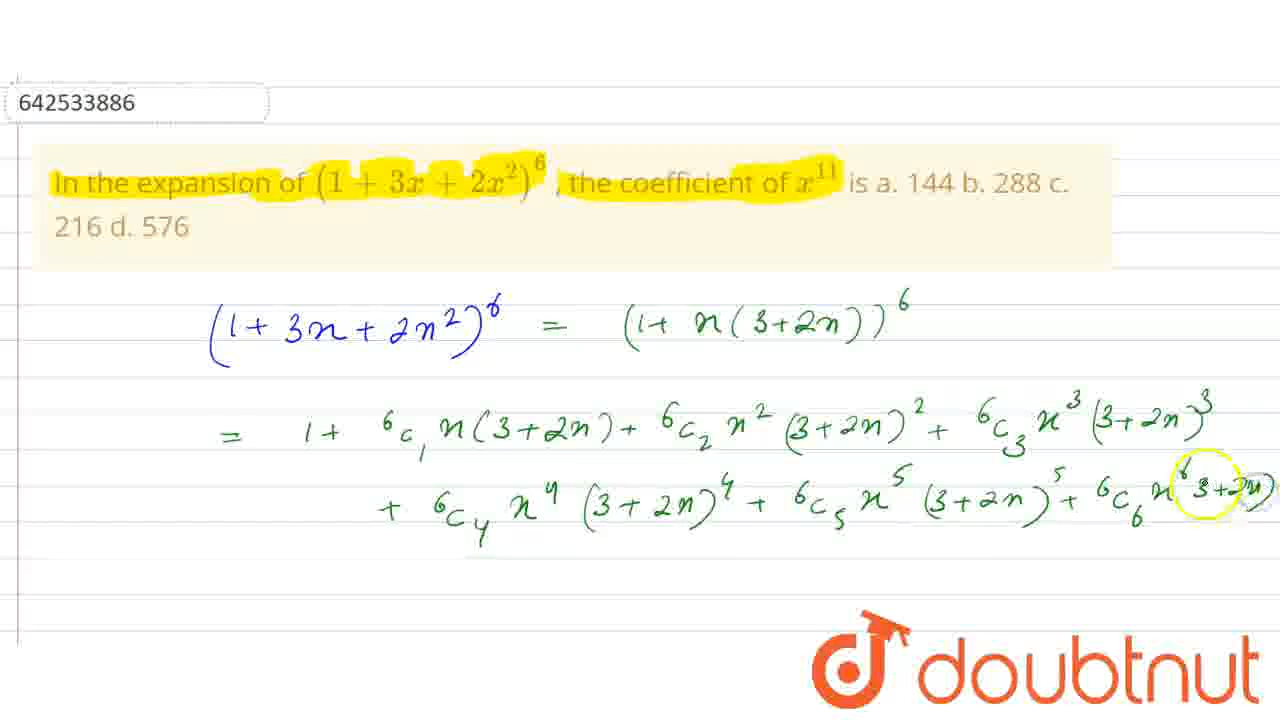 642533886
In the expansion of (1 + 3x + 2x²)⁶ , the coefficient of x¹¹ is a. 144 b. 288 c.
216 d. 576
(1 + 3x + 2x²)⁶ = (1 + x(3 + 2x))⁶
= 1 + ⁶C₁ x(3 + 2x) + ⁶C₂ x² (3 + 2x)² + ⁶C₃ x³ (3 + 2x)³
+ ⁶C₄ x⁴ (3 + 2x)⁴ + ⁶C₅ x⁵ (3 + 2x)⁵ + ⁶C₆ x⁶ 3 + 2x)
doubtnut